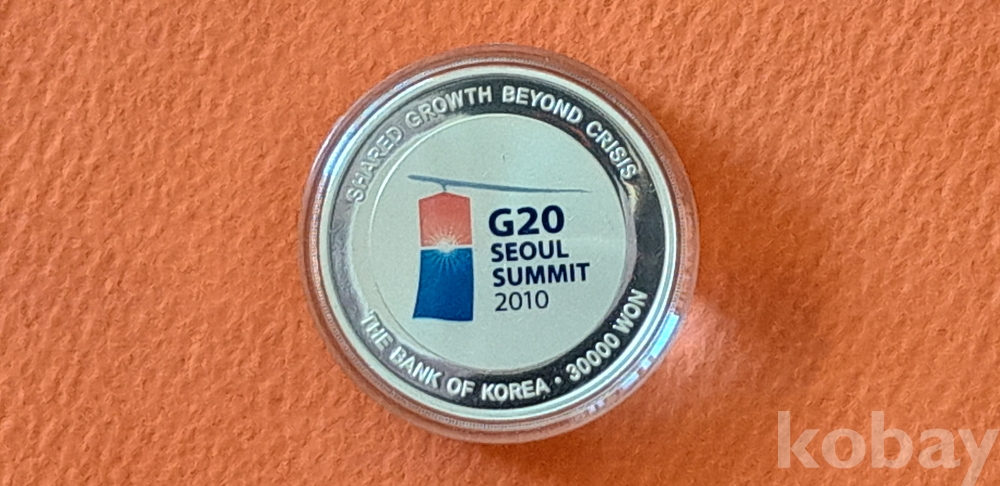 SHARED GROWTH BEYOND CRISIS
G20
SEOUL
SUMMIT
2010
THE BANK OF KOREA • 30000 WON
kobay